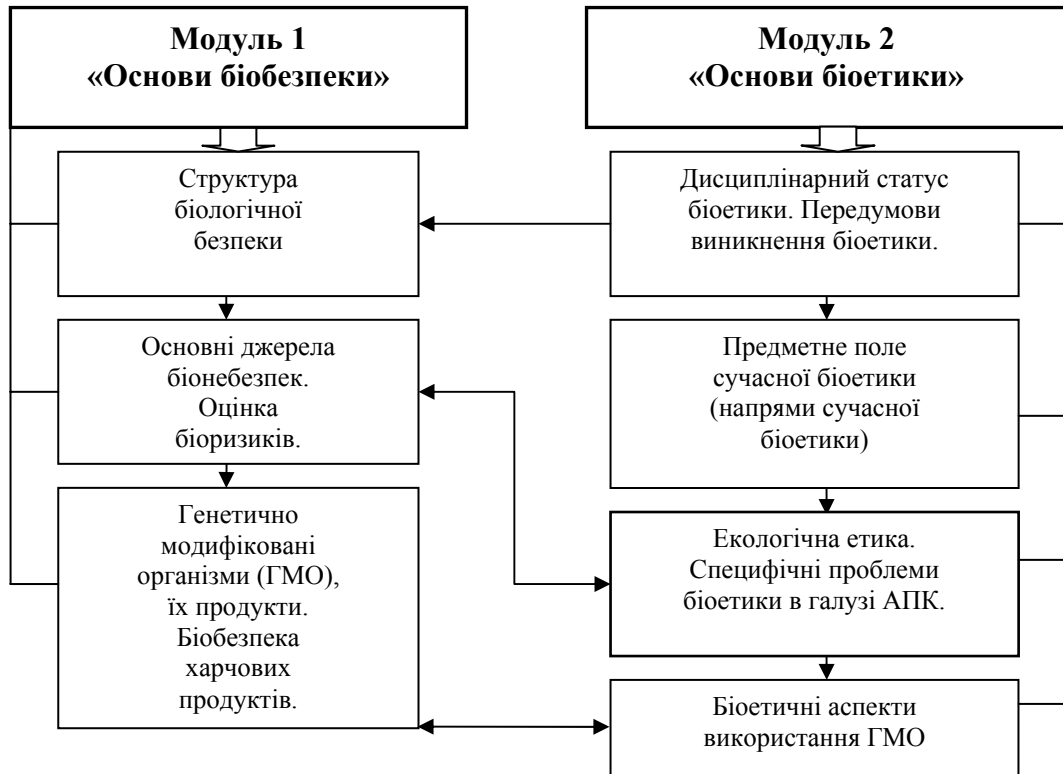 Модуль 1
«Основи біобезпеки»
Структура
біологічної
безпеки
Основні джерела
біонебезпек.
Оцінка
біоризиків.
Генетично
модифіковані
організми (ГМО),
їх продукти.
Біобезпека
харчових
продуктів.
Модуль 2
«Основи біоетики»
Дисциплінарний статус
біоетики. Передумови
виникнення біоетики.
Предметне поле
сучасної біоетики
(напрями сучасної
біоетики)
Екологічна етика.
Специфічні проблеми
біоетики в галузі АПК.
Біоетичні аспекти
використання ГМО